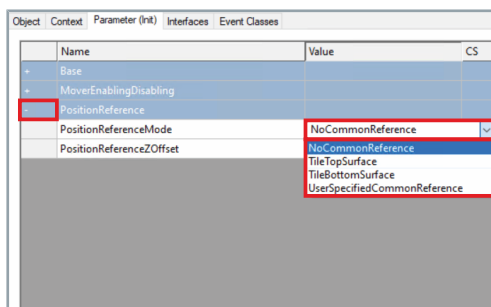 Object Context Parameter (Init) Interfaces Event Classes
Name Value CS
+ Base
+ MoverEnablingDisabling
- PositionReference
PositionReferenceMode NoCommonReference
PositionReferenceZOffset NoCommonReference
TileTopSurface
TileBottomSurface
UserSpecifiedCommonReference